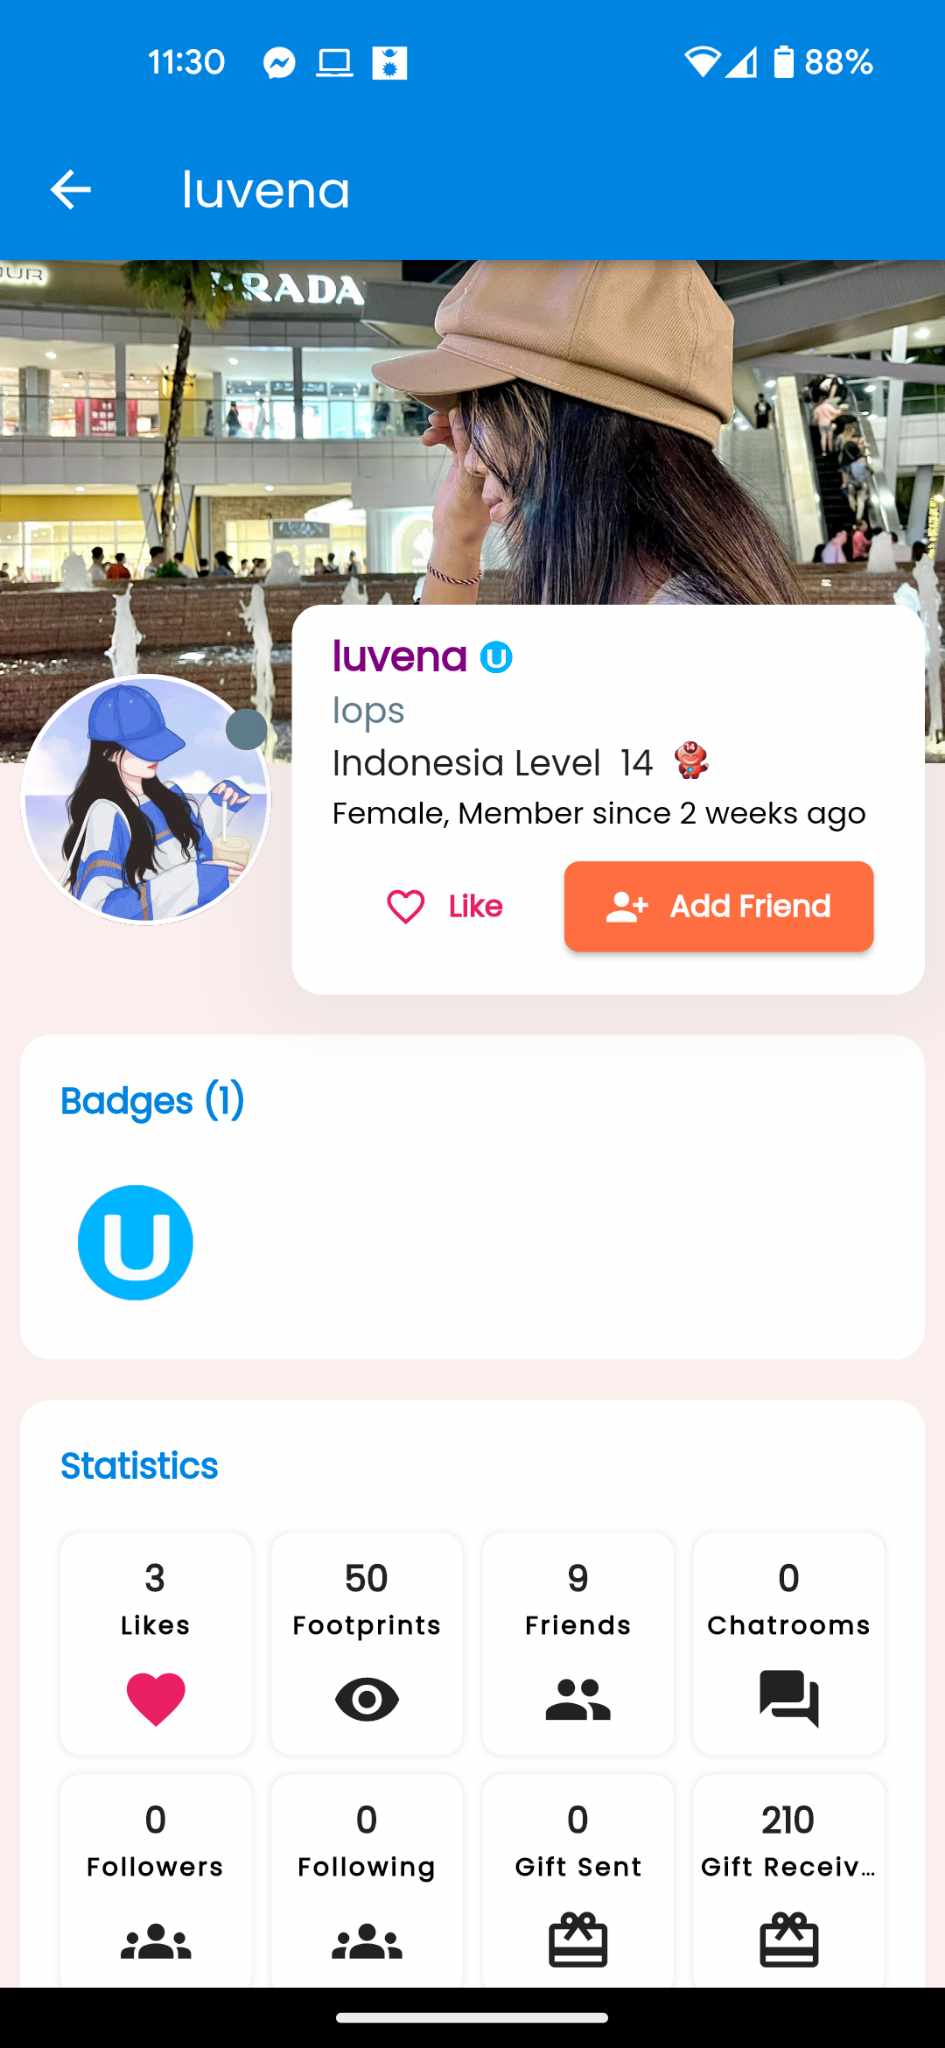 11:30 88%
luvena
OUR
PRADA
luvena U
lops
Indonesia Level 14
Female, Member since 2 weeks ago
Like Add Friend
Badges (1)
U
Statistics
3 50 9 0
Likes Footprints Friends Chatrooms
0 0 0 210
Followers Following Gift Sent Gift Receiv...